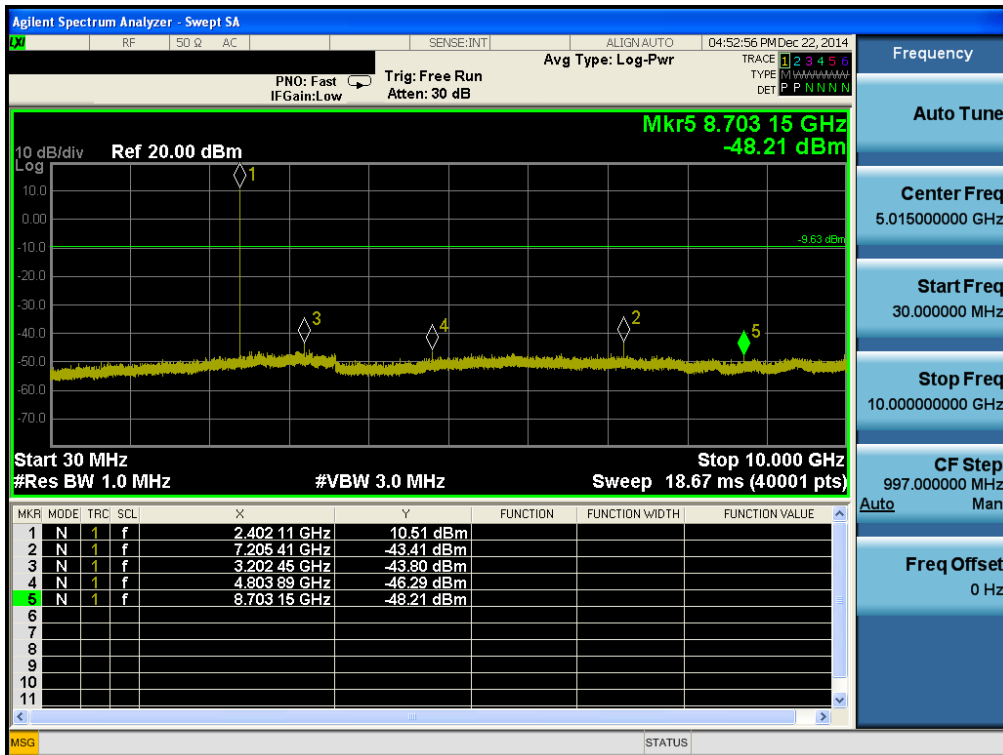 Agilent Spectrum Analyzer - Swept SA
LXI RF 50 Ω AC SENSE:INT ALIGN AUTO 04:52:56 PM Dec 22, 2014
Frequency
Avg Type: Log-Pwr
TRACE 1 2 3 4 5 6
PNO: Fast Trig: Free Run
TYPE M WWWWW
IFGain:Low Atten: 30 dB
DET P P N N N N
Auto Tune
Mkr5 8.703 15 GHz
-48.21 dBm
10 dB/div Ref 20.00 dBm
Log
10.0
0.00
-10.0
-20.0
-30.0
-40.0
-50.0
-60.0
-70.0
1
-9.63 dBm
3
4
2
5
Start 30 MHz Stop 10.000 GHz
#Res BW 1.0 MHz #VBW 3.0 MHz Sweep 18.67 ms (40001 pts)
Center Freq
5.015000000 GHz
Start Freq
30.000000 MHz
Stop Freq
10.000000000 GHz
CF Step
997.000000 MHz
Auto Man
Freq Offset
0 Hz
MKR MODE TRC SCL X Y FUNCTION FUNCTION WIDTH FUNCTION VALUE
1 N 1 f 2.402 11 GHz 10.51 dBm
2 N 1 f 7.205 41 GHz -43.41 dBm
3 N 1 f 3.202 45 GHz -43.80 dBm
4 N 1 f 4.803 89 GHz -46.29 dBm
5 N 1 f 8.703 15 GHz -48.21 dBm
6
7
8
9
10
11
MSG STATUS